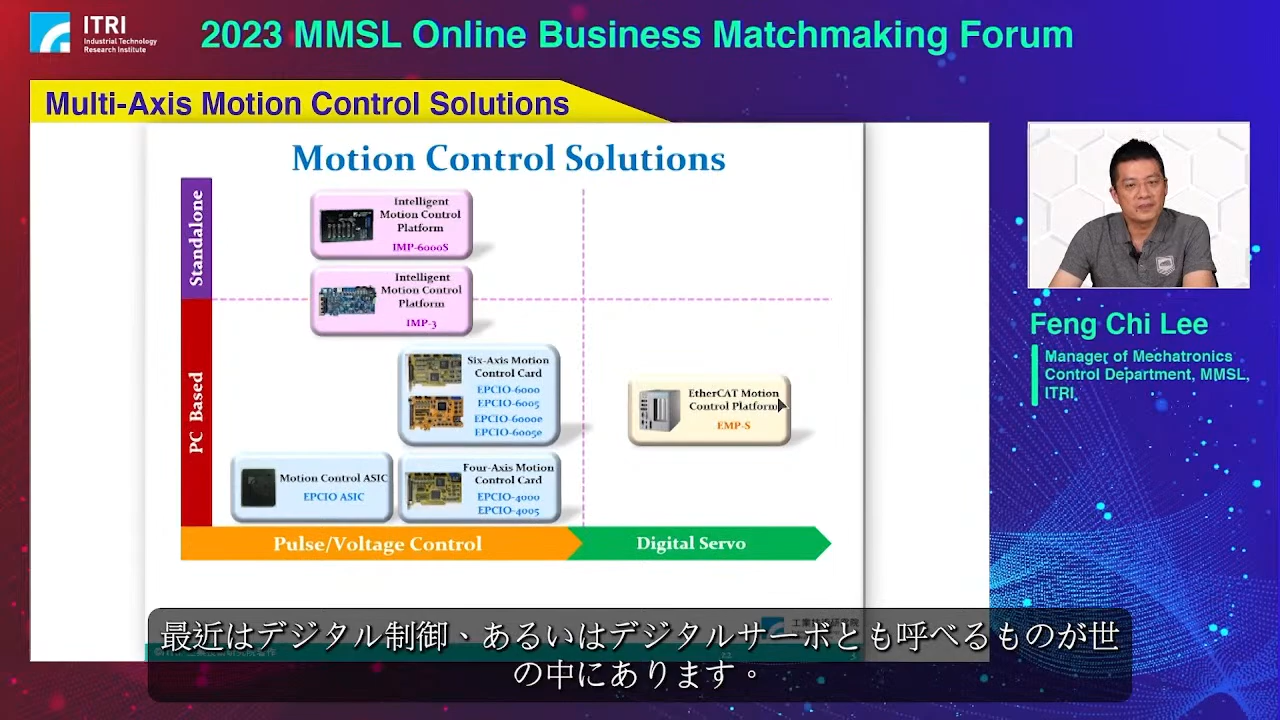 ITRI
Industrial Technology
Research Institute
2023 MMSL Online Business Matchmaking Forum
Multi-Axis Motion Control Solutions
Motion Control Solutions
Standalone
Intelligent
Motion Control
Platform
IMP-6000S
Intelligent
Motion Control
Platform
IMP-3
PC Based
Six-Axis Motion
Control Card
EPCIO-6000
EPCIO-6005
EPCIO-6000e
EPCIO-6005e
EtherCAT Motion
Control Platform
EMP-S
Motion Control ASIC
EPCIO ASIC
Four-Axis Motion
Control Card
EPCIO-4000
EPCIO-4005
Pulse/Voltage Control
Digital Servo
Feng Chi Lee
Manager of Mechatronics
Control Department, MMSL,
ITRI
最近はデジタル制御、あるいはデジタルサーボとも呼べるものが世
の中にあります。